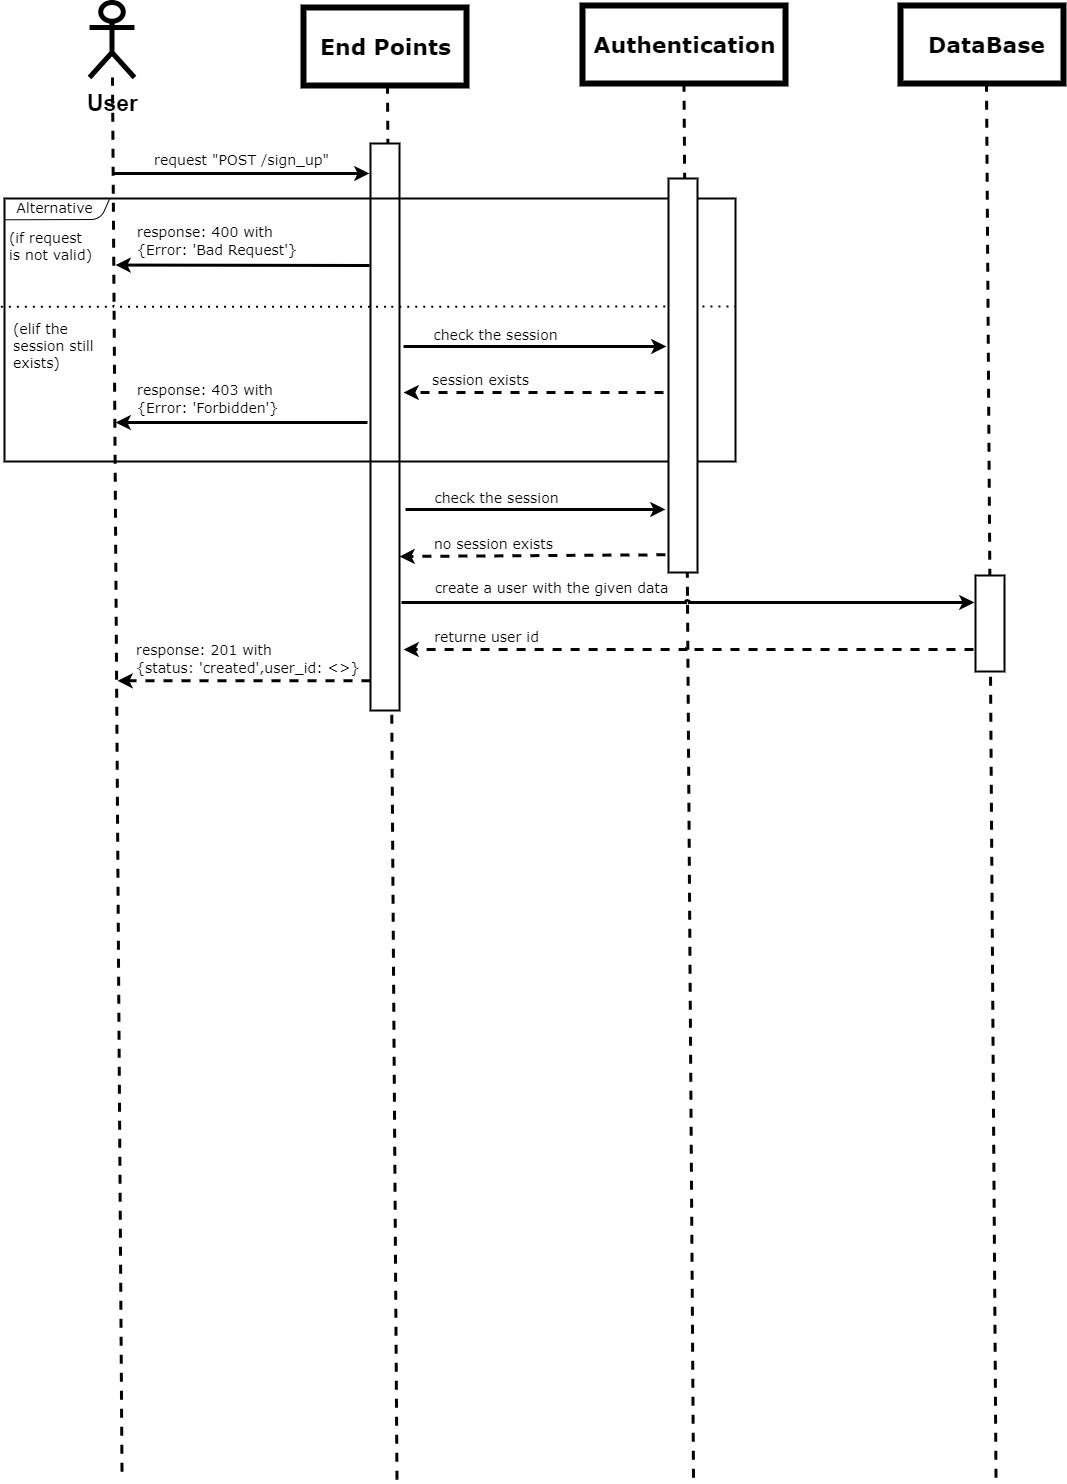 User
End Points
Authentication
DataBase
request "POST /sign_up"
Alternative
(if request
is not valid)
response: 400 with
{Error: 'Bad Request'}
(elif the
session still
exists)
check the session
session exists
response: 403 with
{Error: 'Forbidden'}
check the session
no session exists
create a user with the given data
returne user id
response: 201 with
{status: 'created',user_id: <>}